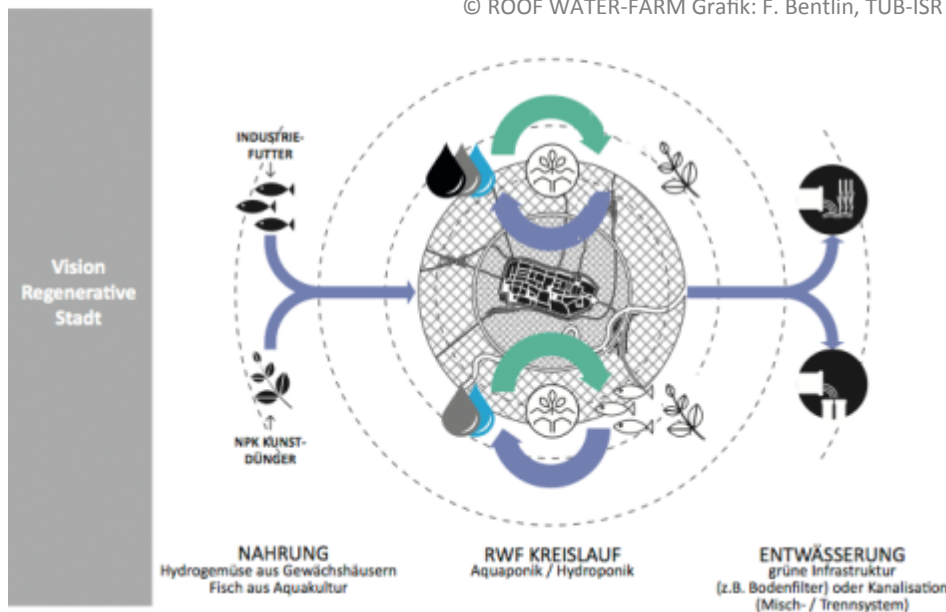 © ROOF WATER-FARM Grafik: F. Bentlin, TUB-ISR
Vision
Regenerative
Stadt
INDUSTRIE-
FUTTER
NPK KUNST-
DÜNGER
NAHRUNG
Hydrogemüse aus Gewächshäusern
Fisch aus Aquakultur
RWF KREISLAUF
Aquaponik / Hydroponik
ENTWÄSSERUNG
grüne Infrastruktur
(z.B. Bodenfilter) oder Kanalisation
(Misch- / Trennsystem)